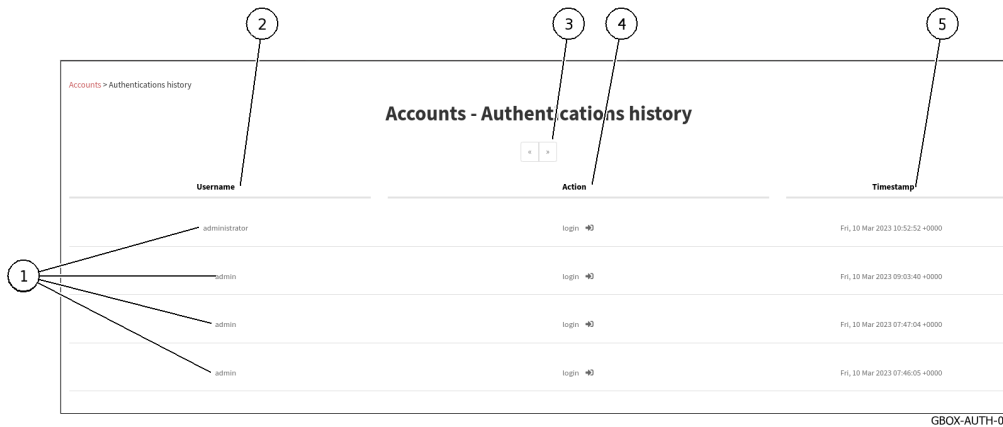 2 3 4 5
Accounts > Authentications history
Accounts - Authentications history
« »
Username Action Timestamp
administrator login Fri, 10 Mar 2023 10:52:52 +0000
1
admin login Fri, 10 Mar 2023 09:03:40 +0000
admin login Fri, 10 Mar 2023 07:47:04 +0000
admin login Fri, 10 Mar 2023 07:46:05 +0000
GBOX-AUTH-0